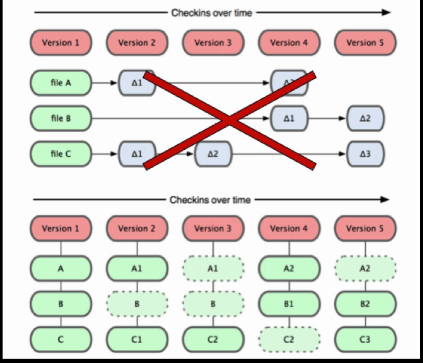 Checkins over time
Version 1 Version 2 Version 3 Version 4 Version 5
file A Δ1 Δ2
file B Δ1 Δ2
file C Δ1 Δ2 Δ3
Checkins over time
Version 1 Version 2 Version 3 Version 4 Version 5
A A1 A1 A2 A2
B B B B1 B2
C C1 C2 C2 C3